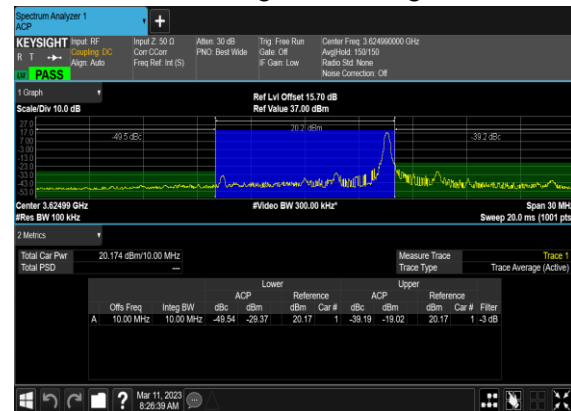 Spectrum Analyzer 1
ACP
KEYSIGHT Input: RF Input Z: 50 Ω Atten: 30 dB Trig: Free Run Center Freq: 3.624990000 GHz
R T Coupling: DC Corr CCorr PNO: Best Wide Gate: Off Avg|Hold: 150/150
Align: Auto Freq Ref: Int (S) IF Gain: Low Radio Std: None
PASS Noise Correction: Off
1 Graph Ref Lvl Offset 15.70 dB
Scale/Div 10.0 dB Ref Value 37.00 dBm
27.0
17.0 -49.5 dBc 20.2 dBm -39.2 dBc
7.00
-3.00
-13.0
-23.0
-33.0
-43.0
-53.0
Center 3.62499 GHz #Video BW 300.00 kHz* Span 30 MHz
#Res BW 100 kHz Sweep 20.0 ms (1001 pts
2 Metrics
Total Car Pwr 20.174 dBm/10.00 MHz Measure Trace Trace 1
Total PSD --- Trace Type Trace Average (Active)
Lower Upper
ACP Reference ACP Reference
Offs Freq Integ BW dBc dBm dBm Car # dBc dBm dBm Car # Filter
A 10.00 MHz 10.00 MHz -49.54 -29.37 20.17 1 -39.19 -19.02 20.17 1 -3 dB
? Mar 11, 2023
8:26:39 AM